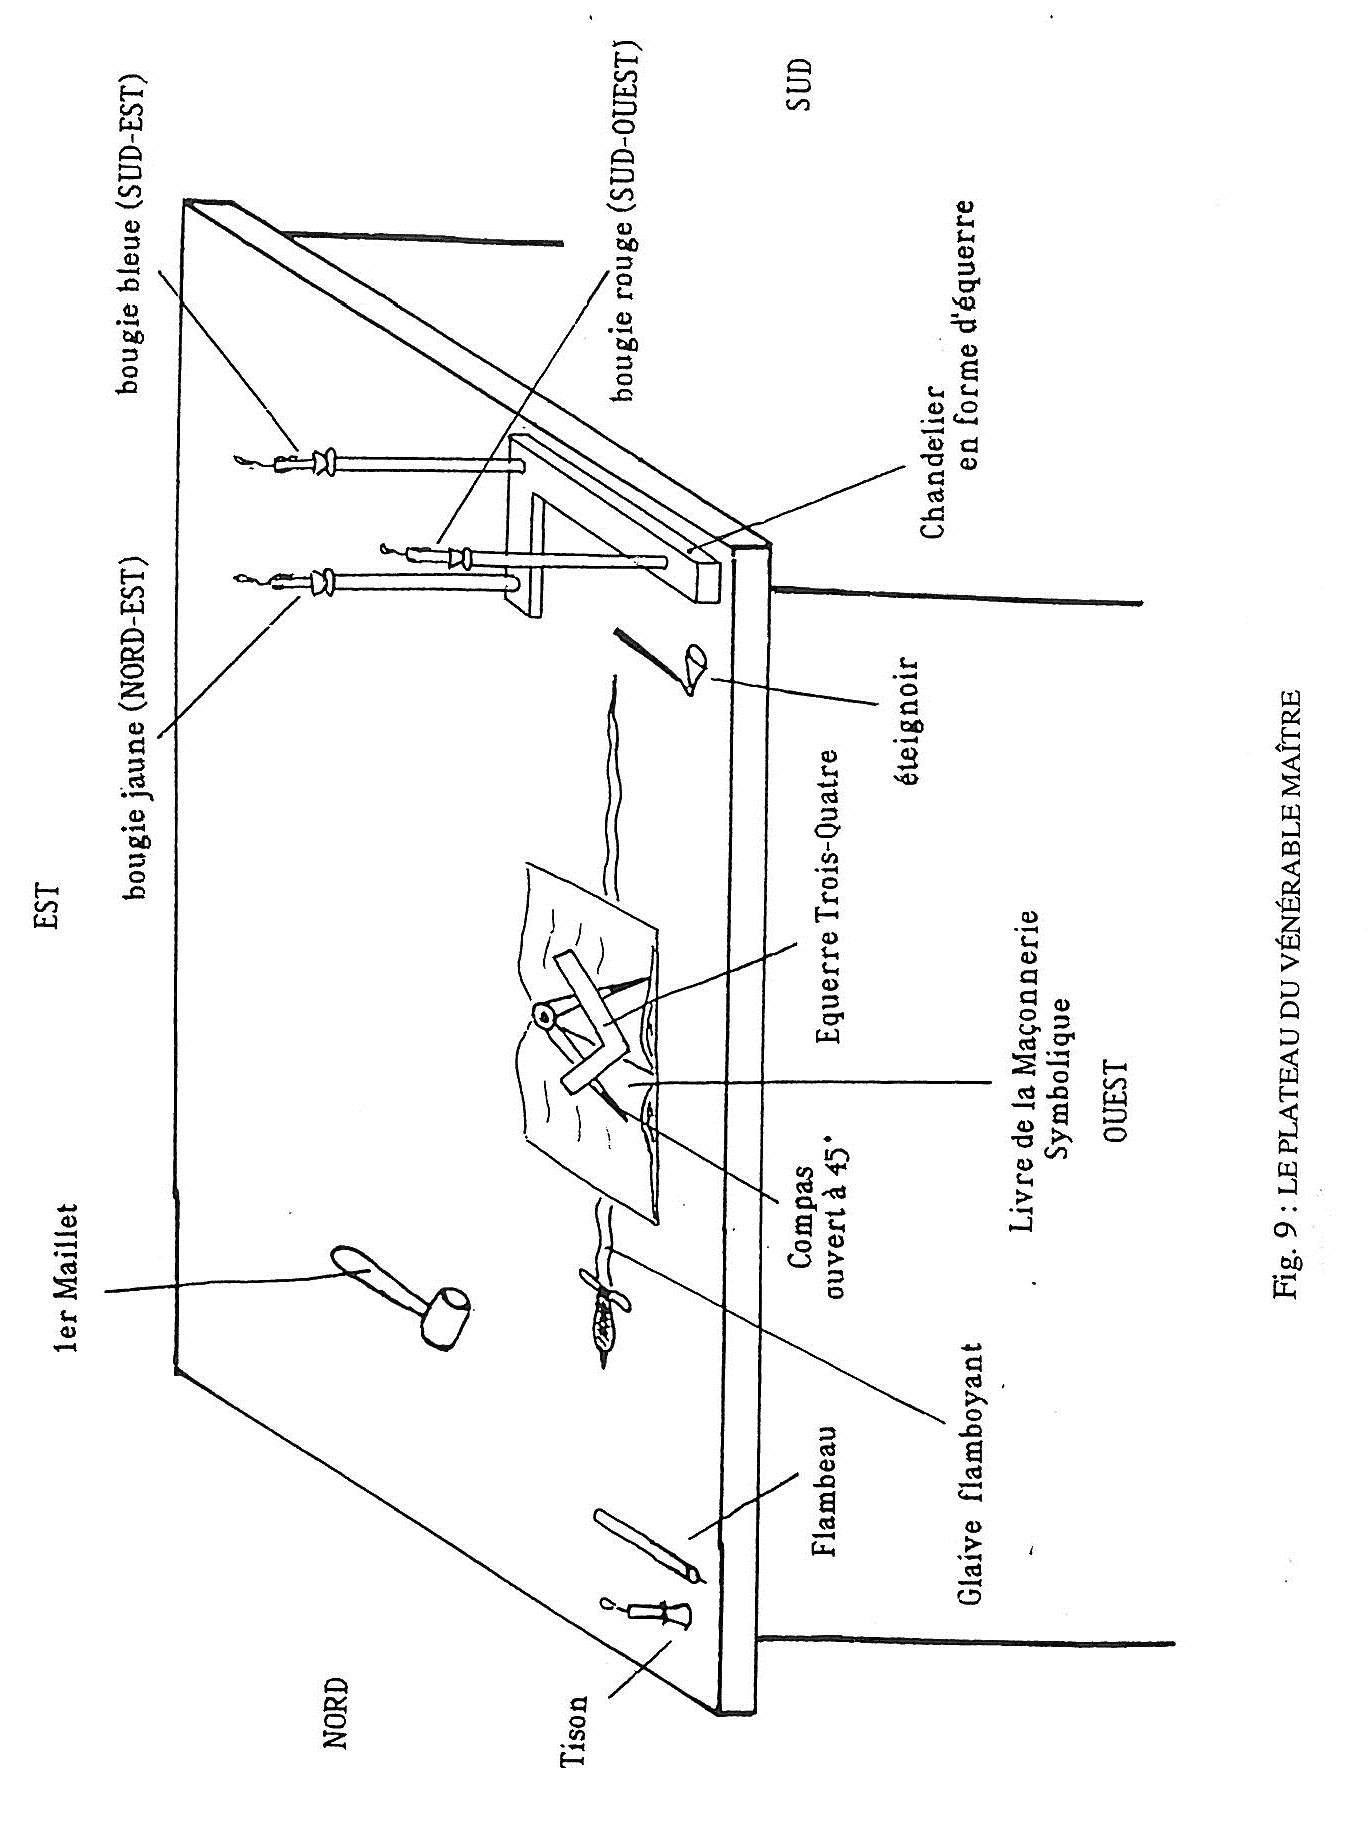 EST
1er Maillet
bougie jaune (NORD-EST)
bougie bleue (SUD-EST)
NORD
Tison
bougie rouge (SUD-OUEST)
SUD
Flambeau
Compas
ouvert à 45°
Equerre Trois-Quatre
éteignoir
Chandelier
en forme d'équerre
Glaive flamboyant
Livre de la Maçonnerie
Symbolique
OUEST
Fig. 9 : LE PLATEAU DU VÉNÉRABLE MAÎTRE